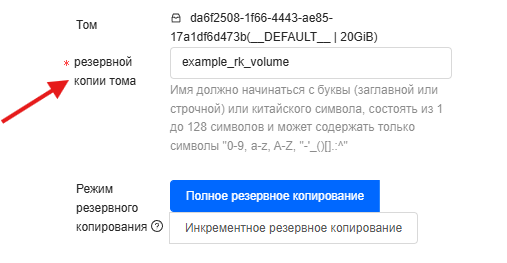 Том
da6f2508-1f66-4443-ae85-
17a1df6d473b(__DEFAULT__ | 20GiB)
* резервной
копии тома
example_rk_volume
Имя должно начинаться с буквы (заглавной или
строчной) или китайского символа, состоять из 1
до 128 символов и может содержать только
символы "0-9, a-z, A-Z, "-'_()[].:^"
Режим
резервного
копирования ?
Полное резервное копирование
Инкрементное резервное копирование